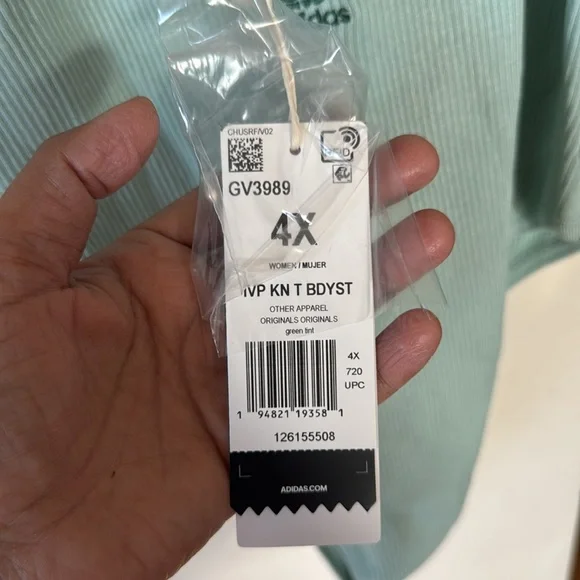 adidas
CHUSRF/V02
GV3989
4X
WOMEN / MUJER
IVP KN T BDYST
OTHER APPAREL
ORIGINALS ORIGINALS
green tint
4X
720
UPC
1 94821 19358 1
126155508
ADIDAS.COM